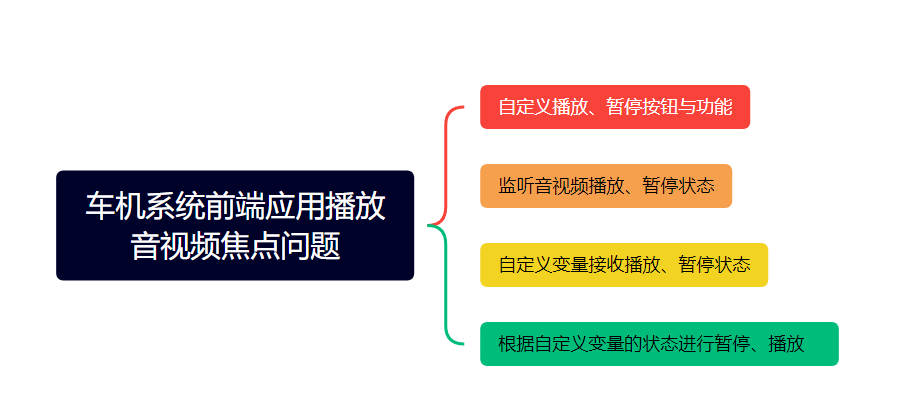 车机系统前端应用播放
音视频焦点问题
自定义播放、暂停按钮与功能
监听音视频播放、暂停状态
自定义变量接收播放、暂停状态
根据自定义变量的状态进行暂停、播放